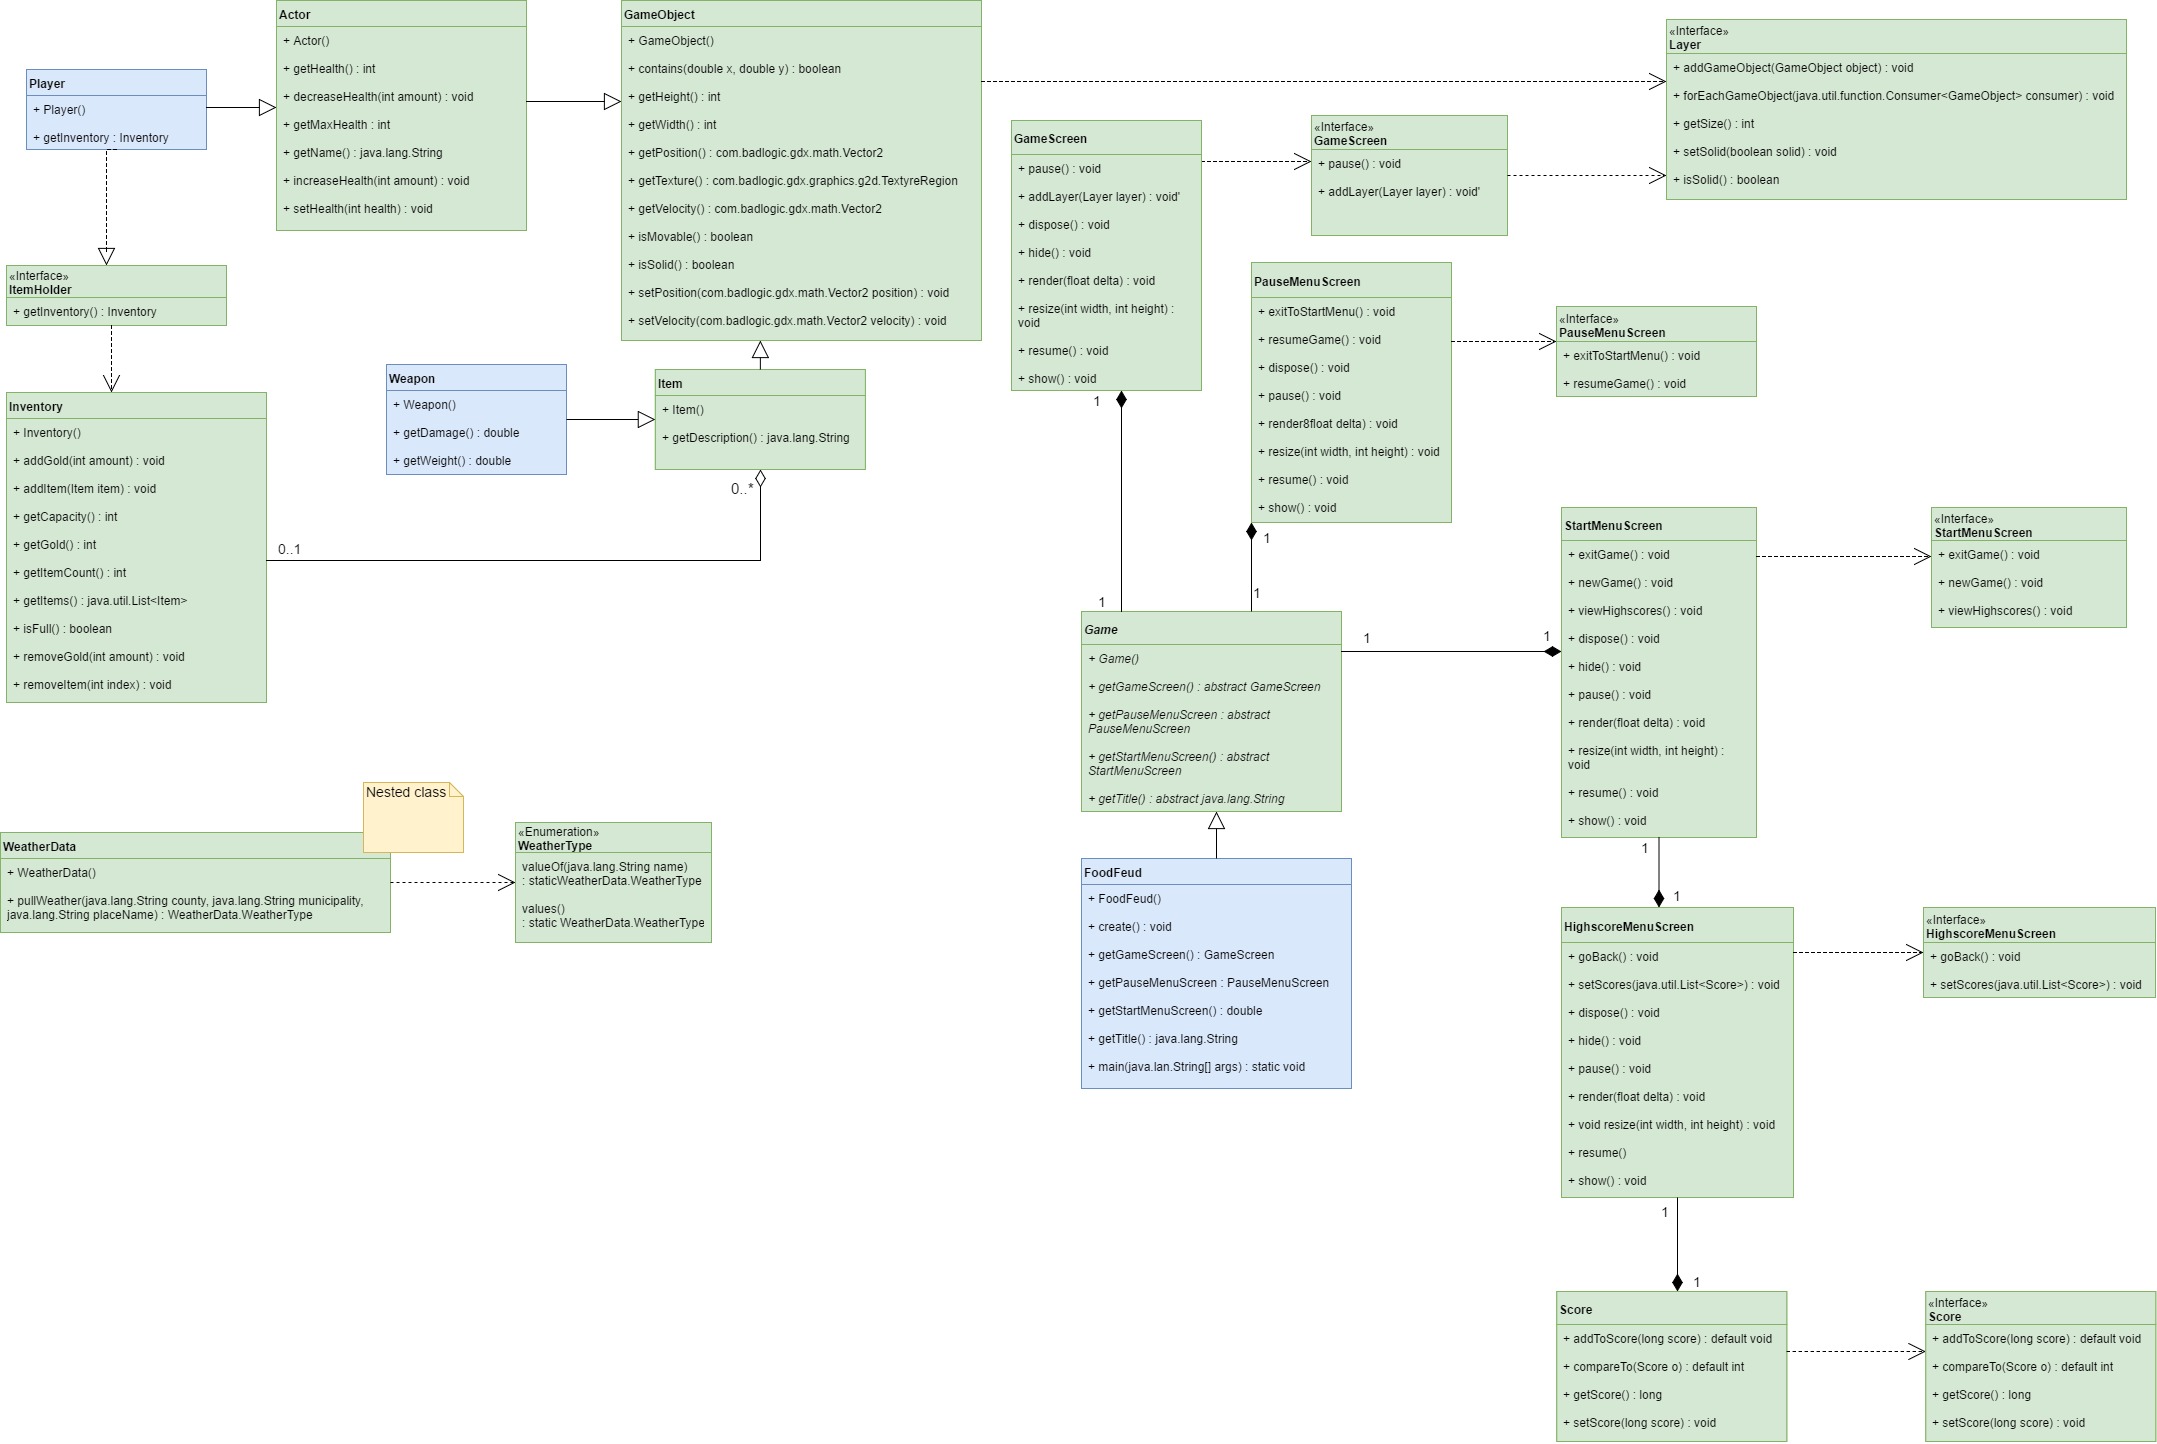 Player
+ Player()
+ getInventory : Inventory
Actor
+ Actor()
+ getHealth() : int
+ decreaseHealth(int amount) : void
+ getMaxHealth : int
+ getName() : java.lang.String
+ increaseHealth(int amount) : void
+ setHealth(int health) : void
GameObject
+ GameObject()
+ contains(double x, double y) : boolean
+ getHeight() : int
+ getWidth() : int
+ getPosition() : com.badlogic.gdx.math.Vector2
+ getTexture() : com.badlogic.gdx.graphics.g2d.TextyreRegion
+ getVelocity() : com.badlogic.gdx.math.Vector2
+ isMovable() : boolean
+ isSolid() : boolean
+ setPosition(com.badlogic.gdx.math.Vector2 position) : void
+ setVelocity(com.badlogic.gdx.math.Vector2 velocity) : void
«Interface»
Layer
+ addGameObject(GameObject object) : void
+ forEachGameObject(java.util.function.Consumer<GameObject> consumer) : void
+ getSize() : int
+ setSolid(boolean solid) : void
+ isSolid() : boolean
GameScreen
+ pause() : void
+ addLayer(Layer layer) : void'
+ dispose() : void
+ hide() : void
+ render(float delta) : void
+ resize(int width, int height) :
void
+ resume() : void
+ show() : void
«Interface»
GameScreen
+ pause() : void
+ addLayer(Layer layer) : void'
«Interface»
ItemHolder
+ getInventory() : Inventory
PauseMenuScreen
+ exitToStartMenu() : void
+ resumeGame() : void
+ dispose() : void
+ pause() : void
+ render8float delta) : void
+ resize(int width, int height) : void
+ resume() : void
+ show() : void
«Interface»
PauseMenuScreen
+ exitToStartMenu() : void
+ resumeGame() : void
Inventory
+ Inventory()
+ addGold(int amount) : void
+ addItem(Item item) : void
+ getCapacity() : int
+ getGold() : int
+ getItemCount() : int
+ getItems() : java.util.List<Item>
+ isFull() : boolean
+ removeGold(int amount) : void
+ removeItem(int index) : void
Weapon
+ Weapon()
+ getDamage() : double
+ getWeight() : double
Item
+ Item()
+ getDescription() : java.lang.String
0..*
0..1
1
1
1
1
Game
+ Game()
+ getGameScreen() : abstract GameScreen
+ getPauseMenuScreen : abstract
PauseMenuScreen
+ getStartMenuScreen() : abstract
StartMenuScreen
+ getTitle() : abstract java.lang.String
1
1
StartMenuScreen
+ exitGame() : void
+ newGame() : void
+ viewHighscores() : void
+ dispose() : void
+ hide() : void
+ pause() : void
+ render(float delta) : void
+ resize(int width, int height) :
void
+ resume() : void
+ show() : void
«Interface»
StartMenuScreen
+ exitGame() : void
+ newGame() : void
+ viewHighscores() : void
Nested class
WeatherData
+ WeatherData()
+ pullWeather(java.lang.String county, java.lang.String municipality,
java.lang.String placeName) : WeatherData.WeatherType
«Enumeration»
WeatherType
valueOf(java.lang.String name)
: staticWeatherData.WeatherType
values()
: static WeatherData.WeatherType
FoodFeud
+ FoodFeud()
+ create() : void
+ getGameScreen() : GameScreen
+ getPauseMenuScreen : PauseMenuScreen
+ getStartMenuScreen() : double
+ getTitle() : java.lang.String
+ main(java.lan.String[] args) : static void
1
1
HighscoreMenuScreen
+ goBack() : void
+ setScores(java.util.List<Score>) : void
+ dispose() : void
+ hide() : void
+ pause() : void
+ render(float delta) : void
+ void resize(int width, int height) : void
+ resume()
+ show() : void
«Interface»
HighscoreMenuScreen
+ goBack() : void
+ setScores(java.util.List<Score>) : void
1
1
Score
+ addToScore(long score) : default void
+ compareTo(Score o) : default int
+ getScore() : long
+ setScore(long score) : void
«Interface»
Score
+ addToScore(long score) : default void
+ compareTo(Score o) : default int
+ getScore() : long
+ setScore(long score) : void